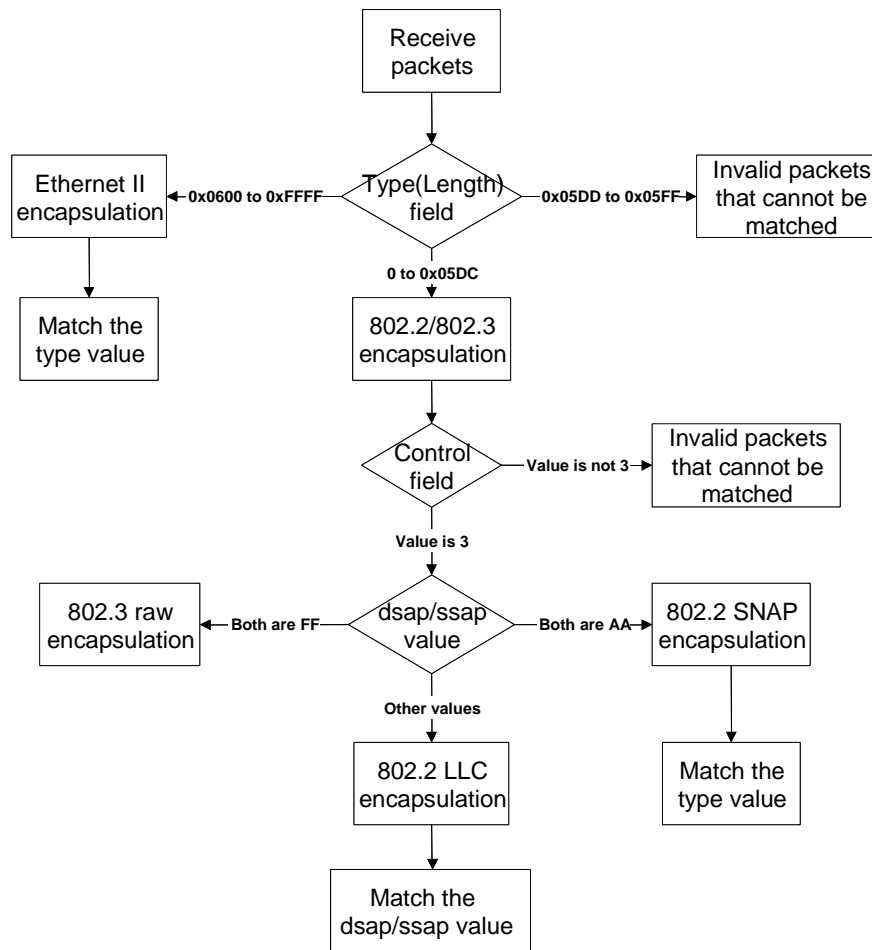 Receive
packets
Type(Length)
field
Ethernet II
encapsulation
0x0600 to 0xFFFF
0x05DD to 0x05FF
Invalid packets
that cannot be
matched
0 to 0x05DC
Match the
type value
802.2/802.3
encapsulation
Control
field
Value is not 3
Invalid packets
that cannot be
matched
Value is 3
802.3 raw
encapsulation
Both are FF
dsap/ssap
value
Both are AA
802.2 SNAP
encapsulation
Other values
802.2 LLC
encapsulation
Match the
type value
Match the
dsap/ssap value